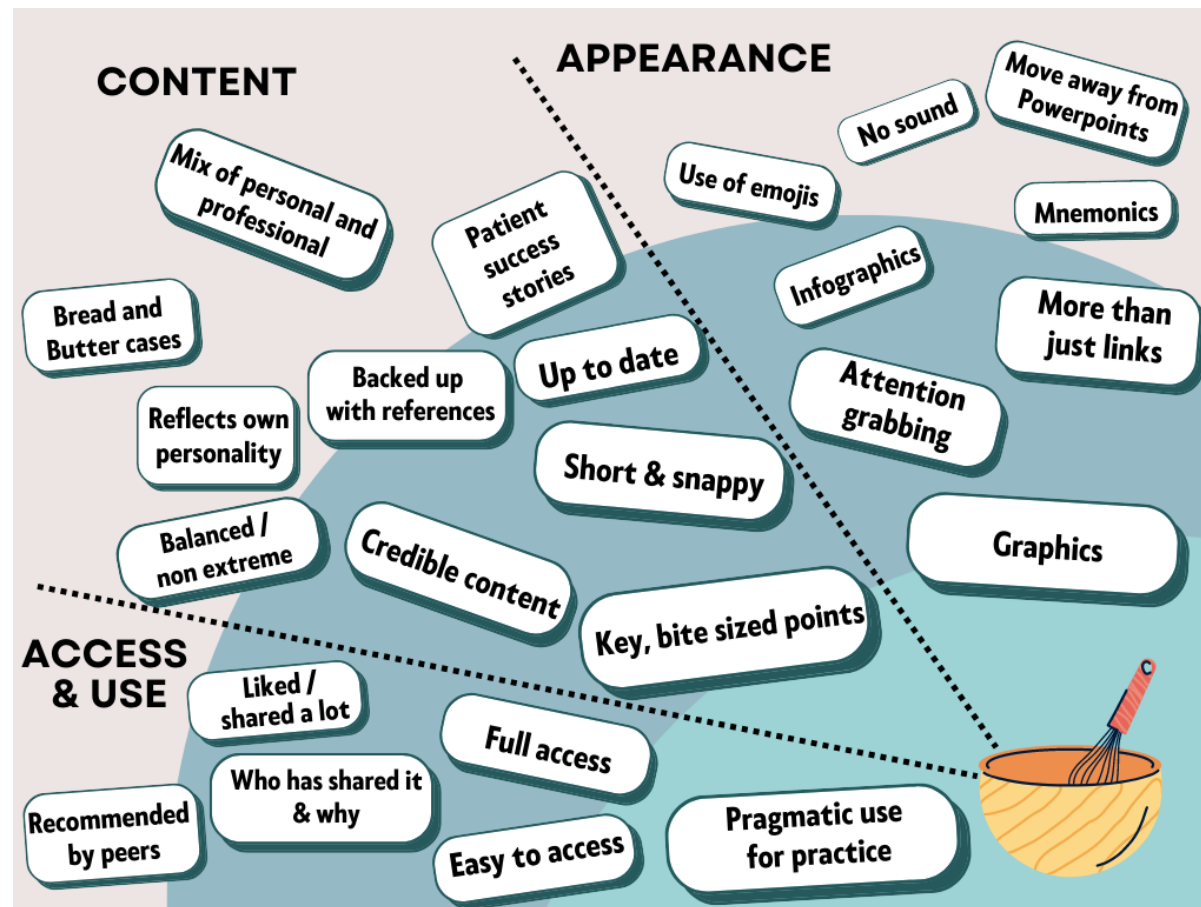 CONTENT
Mix of personal and
professional
Patient
success
stories
Bread and
Butter cases
Backed up
with references
Up to date
Reflects own
personality
Short & snappy
Balanced /
non extreme
Credible content
Key, bite sized points
APPEARANCE
Move away from
Powerpoints
No sound
Use of emojis
Mnemonics
Infographics
More than
just links
Attention
grabbing
Graphics
ACCESS
& USE
Liked /
shared a lot
Full access
Who has shared it
& why
Recommended
by peers
Easy to access
Pragmatic use
for practice